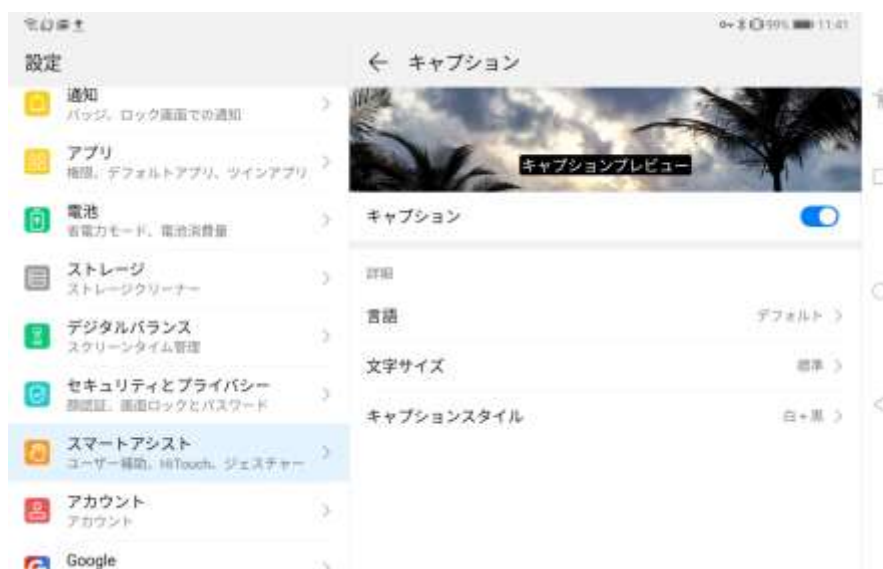 99% 11:41
設定
通知
バッジ、ロック画面での通知
アプリ
権限、デフォルトアプリ、ツインアプリ
電池
省電力モード、電池消費量
ストレージ
ストレージクリーナー
デジタルバランス
スクリーンタイム管理
セキュリティとプライバシー
顔認証、画面ロックとパスワード
スマートアシスト
ユーザー補助、HiTouch、ジェスチャー
アカウント
アカウント
Google
キャプション
キャプションプレビュー
キャプション
詳細
言語 デフォルト
文字サイズ 標準
キャプションスタイル 白+黒